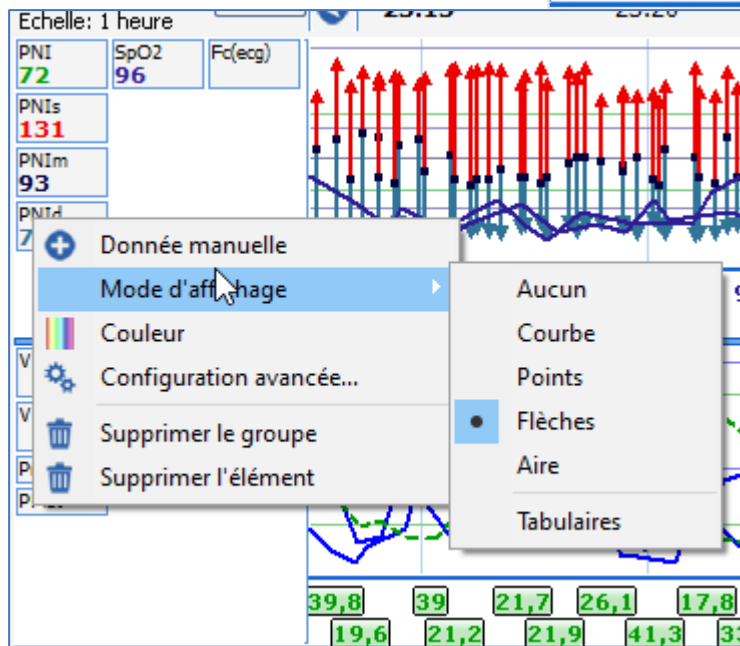 Echelle: 1 heure
PNI SpO2 Fc(ecg)
72 96
PNIs
131
PNIm
93
PNId
7
Donnée manuelle
Mode d'affichage
Couleur
Configuration avancée...
Supprimer le groupe
Supprimer l'élément
Aucun
Courbe
Points
Flèches
Aire
Tabulaires
39,8 39 21,7 26,1 17,8
19,6 21,2 21,9 41,3